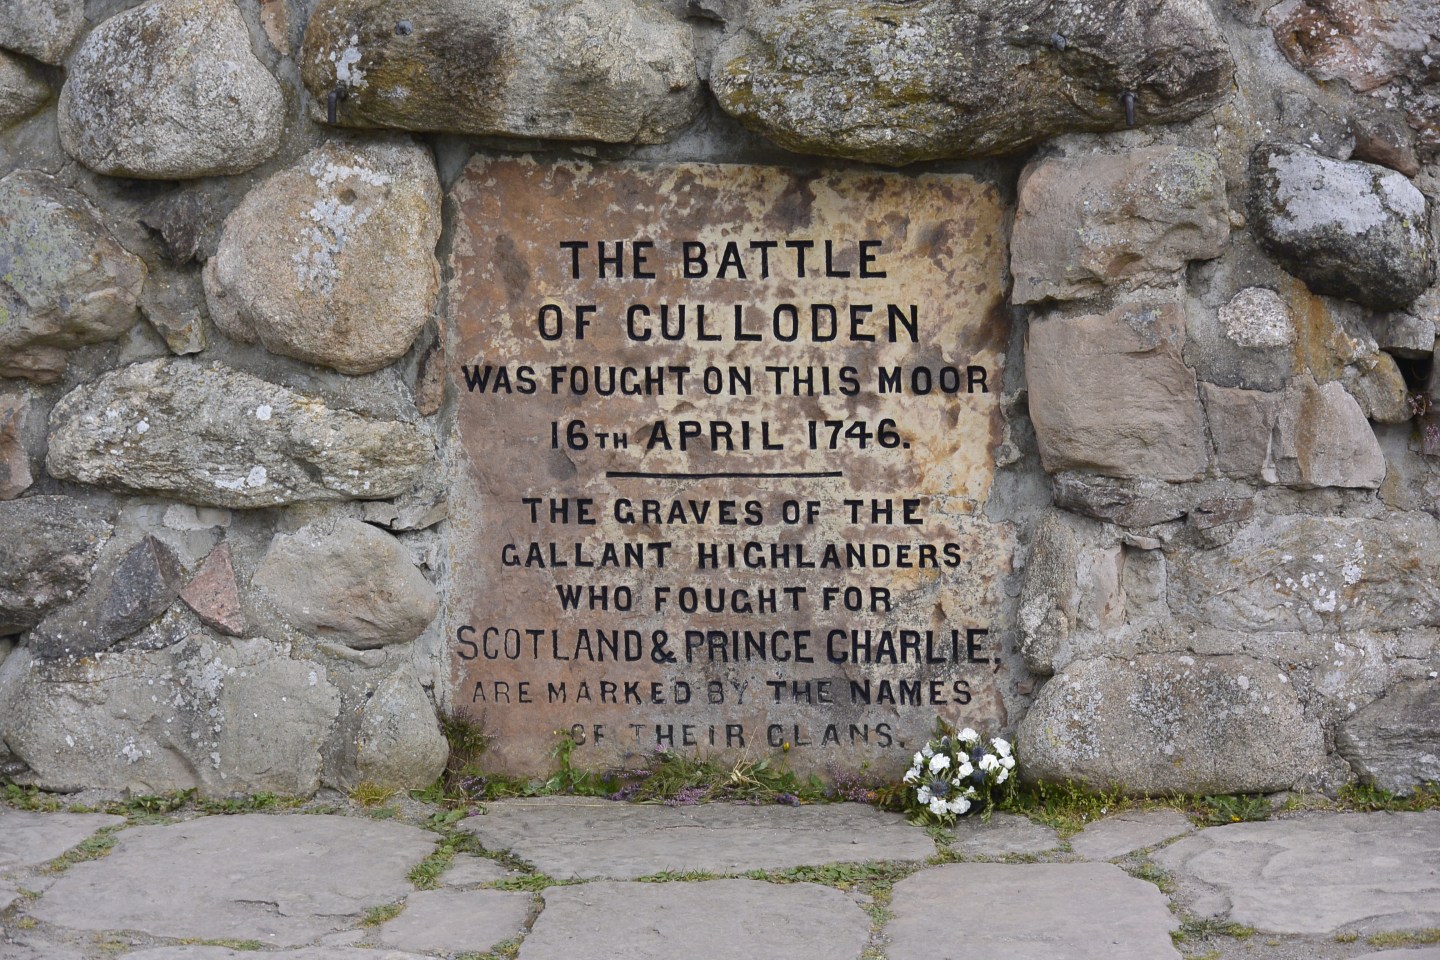 THE BATTLE
OF CULLODEN
WAS FOUGHT ON THIS MOOR
16TH APRIL 1746.
THE GRAVES OF THE
GALLANT HIGHLANDERS
WHO FOUGHT FOR
SCOTLAND & PRINCE CHARLIE,
ARE MARKED BY THE NAMES
OF THEIR CLANS.